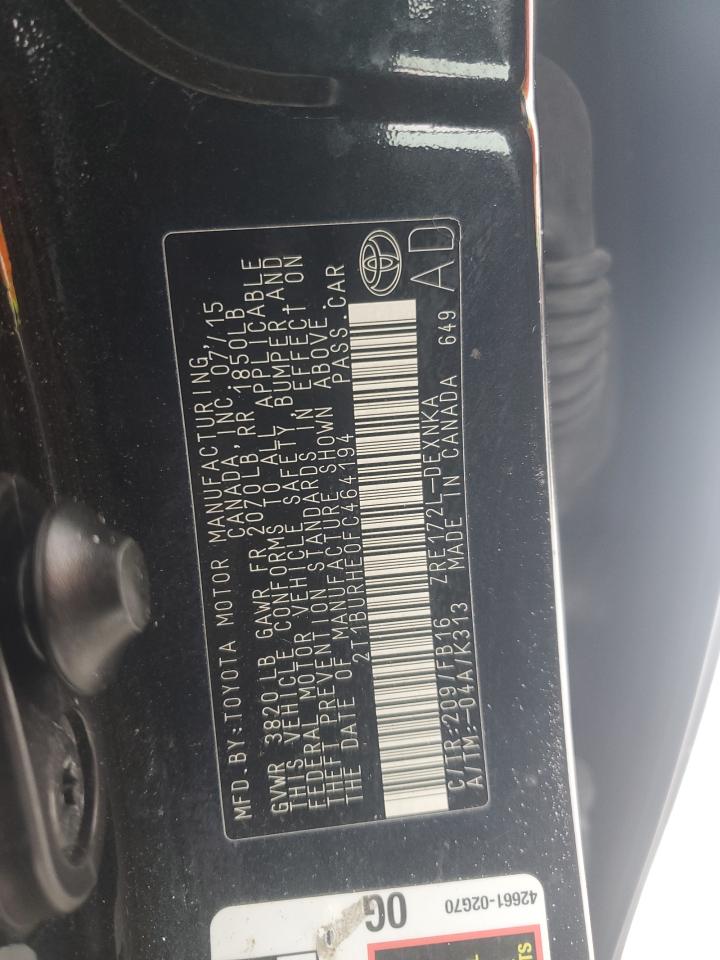 MFD.BY:TOYOTA MOTOR MANUFACTURING,
CANADA, INC. 07/15
GVWR 3820 LB GAWR FR 2070LB, RR 1850LB
THIS VEHICLE CONFORMS TO ALL APPLICABLE
FEDERAL MOTOR VEHICLE SAFETY, BUMPER, AND
THEFT PREVENTION STANDARDS IN EFFECT ON
THE DATE OF MANUFACTURE SHOWN ABOVE.
2T1BURHE0FC464194 PASS.CAR
C/TR:209/FB16 ZRE172L-DEXNKA
A/TM:-04A/K313 MADE IN CANADA 649 AD
0G
42661-02G70